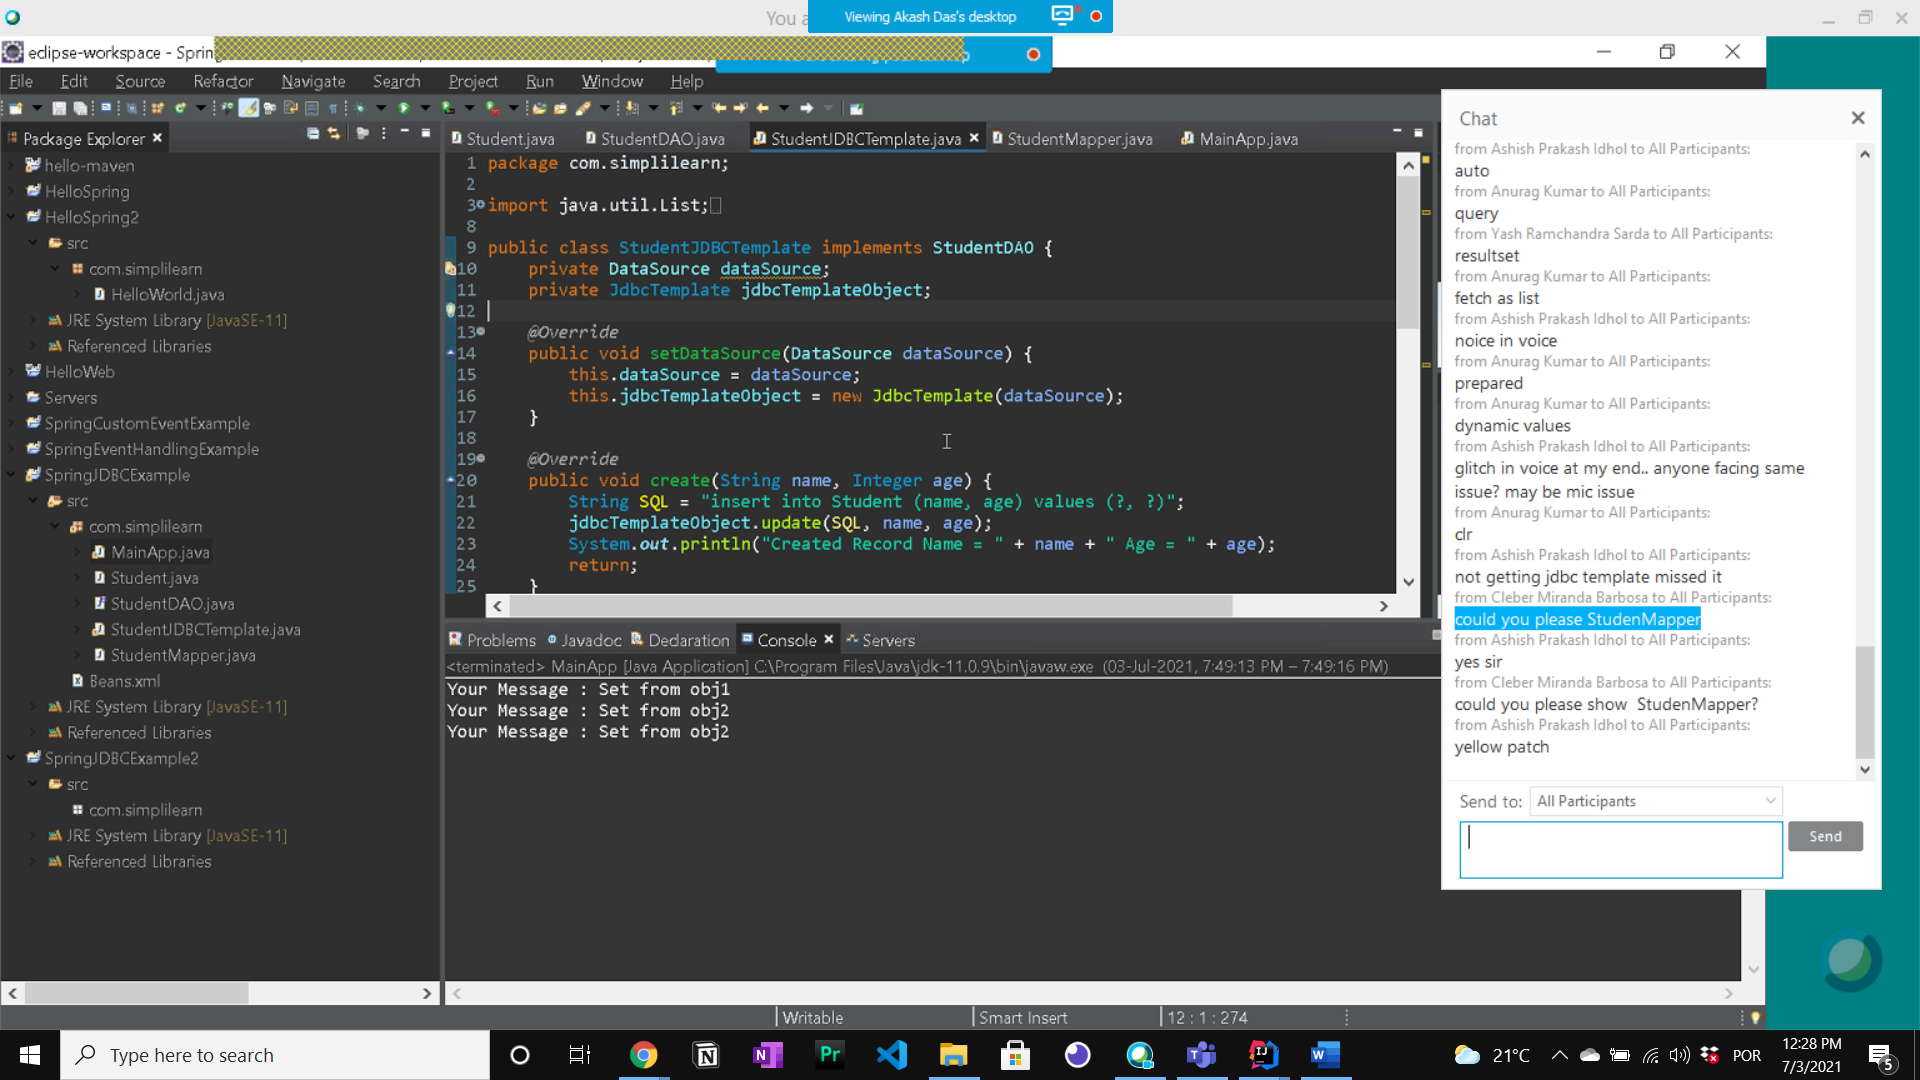 You a
Viewing Akash Das's desktop
eclipse-workspace - Sprin
File Edit Source Refactor Navigate Search Project Run Window Help
Package Explorer
hello-maven
HelloSpring
HelloSpring2
src
com.simplilearn
HelloWorld.java
JRE System Library [JavaSE-11]
Referenced Libraries
HelloWeb
Servers
SpringCustomEventExample
SpringEventHandlingExample
SpringJDBCExample
src
com.simplilearn
MainApp.java
Student.java
StudentDAO.java
StudentJDBCTemplate.java
StudentMapper.java
Beans.xml
JRE System Library [JavaSE-11]
Referenced Libraries
SpringJDBCExample2
src
com.simplilearn
JRE System Library [JavaSE-11]
Referenced Libraries
Student.java StudentDAO.java StudentJDBCTemplate.java StudentMapper.java MainApp.java
1 package com.simplilearn;
2
3 import java.util.List;
8
9 public class StudentJDBCTemplate implements StudentDAO {
10 private DataSource dataSource;
11 private JdbcTemplate jdbcTemplateObject;
12
13 @Override
14 public void setDataSource(DataSource dataSource) {
15 this.dataSource = dataSource;
16 this.jdbcTemplateObject = new JdbcTemplate(dataSource);
17 }
18
19 @Override
20 public void create(String name, Integer age) {
21 String SQL = "insert into Student (name, age) values (?, ?)";
22 jdbcTemplateObject.update(SQL, name, age);
23 System.out.println("Created Record Name = " + name + " Age = " + age);
24 return;
25 }
Problems Javadoc Declaration Console Servers
<terminated> MainApp [Java Application] C:\Program Files\Java\jdk-11.0.9\bin\javaw.exe (03-Jul-2021, 7:49:13 PM – 7:49:16 PM)
Your Message : Set from obj1
Your Message : Set from obj2
Your Message : Set from obj2
Writable Smart Insert 12 : 1 : 274
Chat
from Ashish Prakash Idhol to All Participants:
auto
from Anurag Kumar to All Participants:
query
from Yash Ramchandra Sarda to All Participants:
resultset
from Anurag Kumar to All Participants:
fetch as list
from Ashish Prakash Idhol to All Participants:
noice in voice
from Anurag Kumar to All Participants:
prepared
from Anurag Kumar to All Participants:
dynamic values
from Ashish Prakash Idhol to All Participants:
glitch in voice at my end.. anyone facing same
issue? may be mic issue
from Anurag Kumar to All Participants:
clr
from Ashish Prakash Idhol to All Participants:
not getting jdbc template missed it
from Cleber Miranda Barbosa to All Participants:
could you please StudenMapper
from Ashish Prakash Idhol to All Participants:
yes sir
from Cleber Miranda Barbosa to All Participants:
could you please show StudenMapper?
from Ashish Prakash Idhol to All Participants:
yellow patch
Send to: All Participants
Send
Type here to search
21°C
POR
12:28 PM
7/3/2021
5